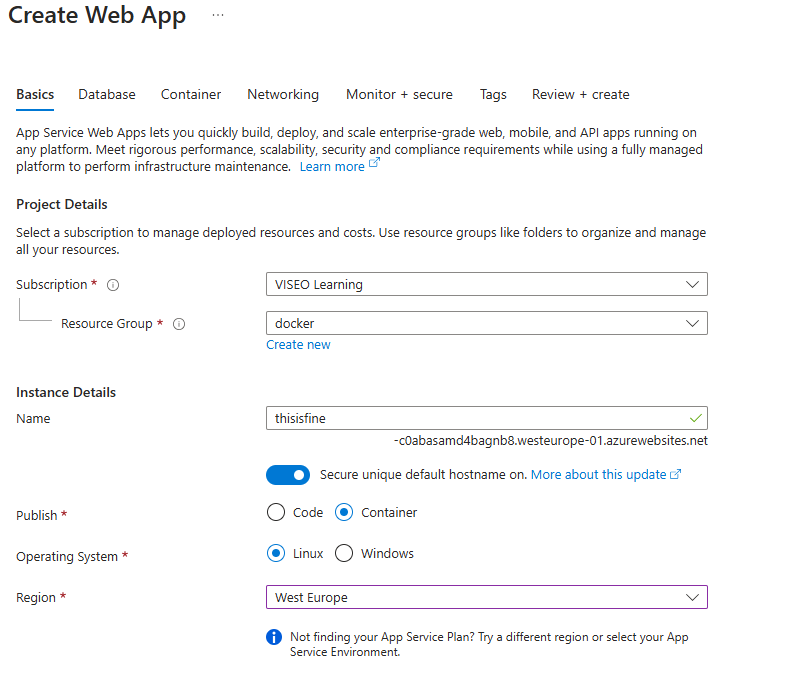 Create Web App ...
Basics Database Container Networking Monitor + secure Tags Review + create
App Service Web Apps lets you quickly build, deploy, and scale enterprise-grade web, mobile, and API apps running on
any platform. Meet rigorous performance, scalability, security and compliance requirements while using a fully managed
platform to perform infrastructure maintenance. Learn more
Project Details
Select a subscription to manage deployed resources and costs. Use resource groups like folders to organize and manage
all your resources.
Subscription * VISEO Learning
Resource Group * docker
Create new
Instance Details
Name thisisfine
-c0abasamd4bagnb8.westeurope-01.azurewebsites.net
Secure unique default hostname on. More about this update
Publish * Code Container
Operating System * Linux Windows
Region * West Europe
Not finding your App Service Plan? Try a different region or select your App
Service Environment.